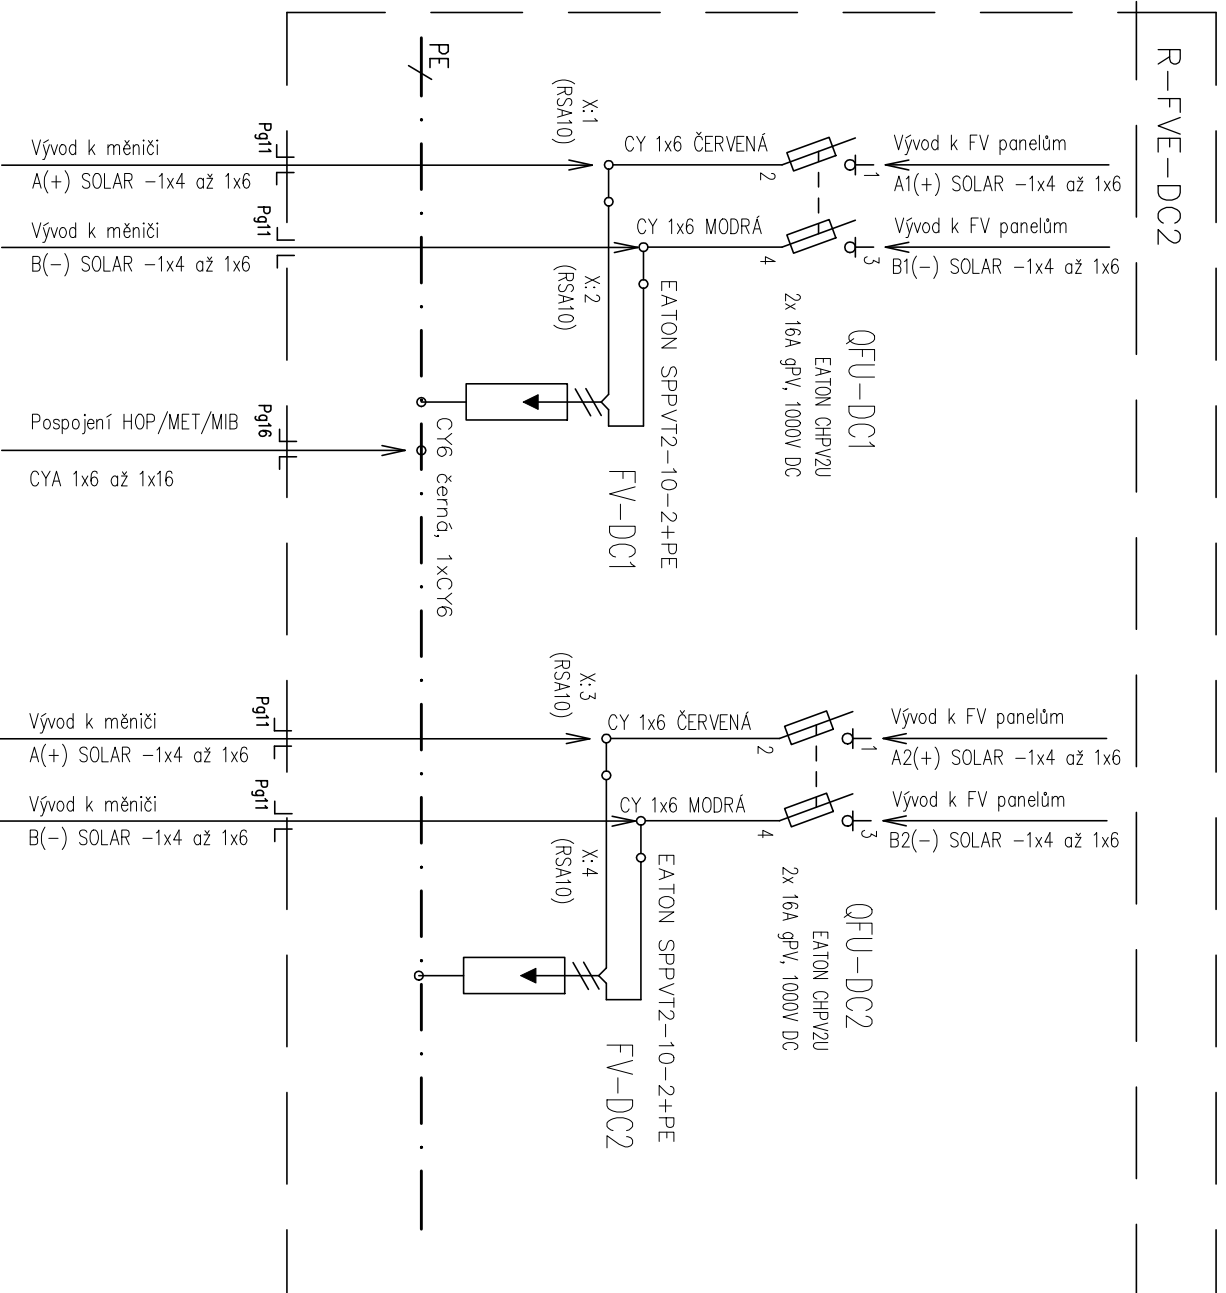 R-FVE-DC2
PE
X:1
(RSA10)
CY 1x6 ČERVENÁ
2
1
Vývod k FV panelům
A1(+) SOLAR -1x4 až 1x6
Vývod k měniči
Pg11
A(+) SOLAR -1x4 až 1x6
CY 1x6 MODRÁ
4
3
Vývod k FV panelům
B1(-) SOLAR -1x4 až 1x6
Vývod k měniči
Pg11
B(-) SOLAR -1x4 až 1x6
X:2
(RSA10)
EATON SPPVT2-10-2+PE
FV-DC1
QFU-DC1
EATON CHPV2U
2x 16A gPV, 1000V DC
Pospojení HOP/MET/MIB
Pg16
CYA 1x6 až 1x16
CY6 černá, 1xCY6
X:3
(RSA10)
CY 1x6 ČERVENÁ
2
1
Vývod k FV panelům
A2(+) SOLAR -1x4 až 1x6
Vývod k měniči
Pg11
A(+) SOLAR -1x4 až 1x6
CY 1x6 MODRÁ
4
3
Vývod k FV panelům
B2(-) SOLAR -1x4 až 1x6
Vývod k měniči
Pg11
B(-) SOLAR -1x4 až 1x6
X:4
(RSA10)
EATON SPPVT2-10-2+PE
FV-DC2
QFU-DC2
EATON CHPV2U
2x 16A gPV, 1000V DC